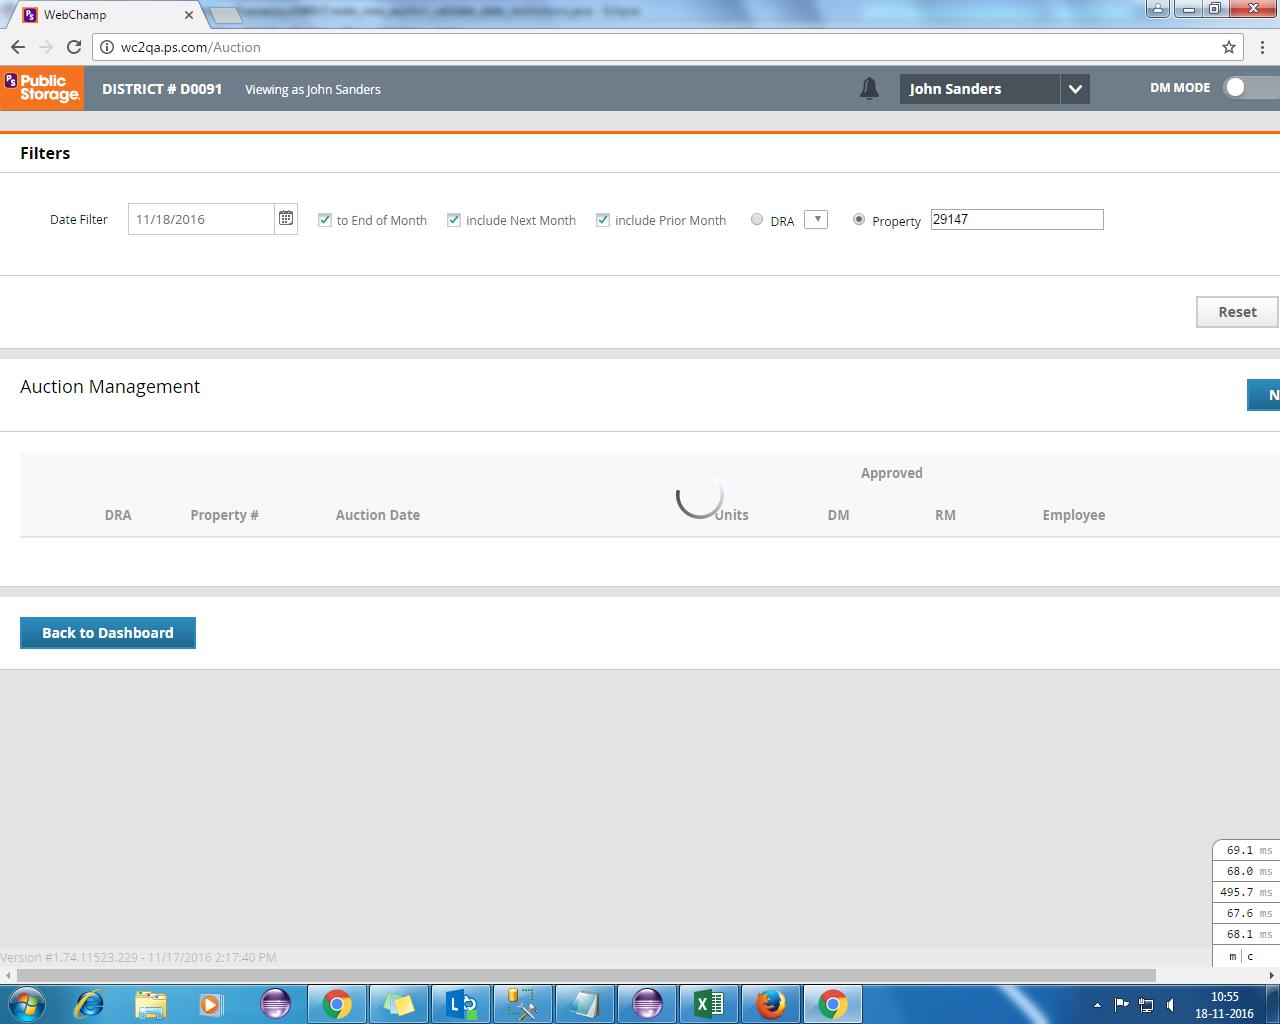 WebChamp
wc2qa.ps.com/Auction
PS Public Storage. DISTRICT # D0091 Viewing as John Sanders John Sanders DM MODE
Filters
Date Filter 11/18/2016 to End of Month include Next Month include Prior Month DRA Property 29147
Reset
Auction Management N
Approved
DRA Property # Auction Date Units DM RM Employee
Back to Dashboard
69.1 ms
68.0 ms
495.7 ms
67.6 ms
68.1 ms
m | c
Version #1.74.11523.229 - 11/17/2016 2:17:40 PM
10:55
18-11-2016